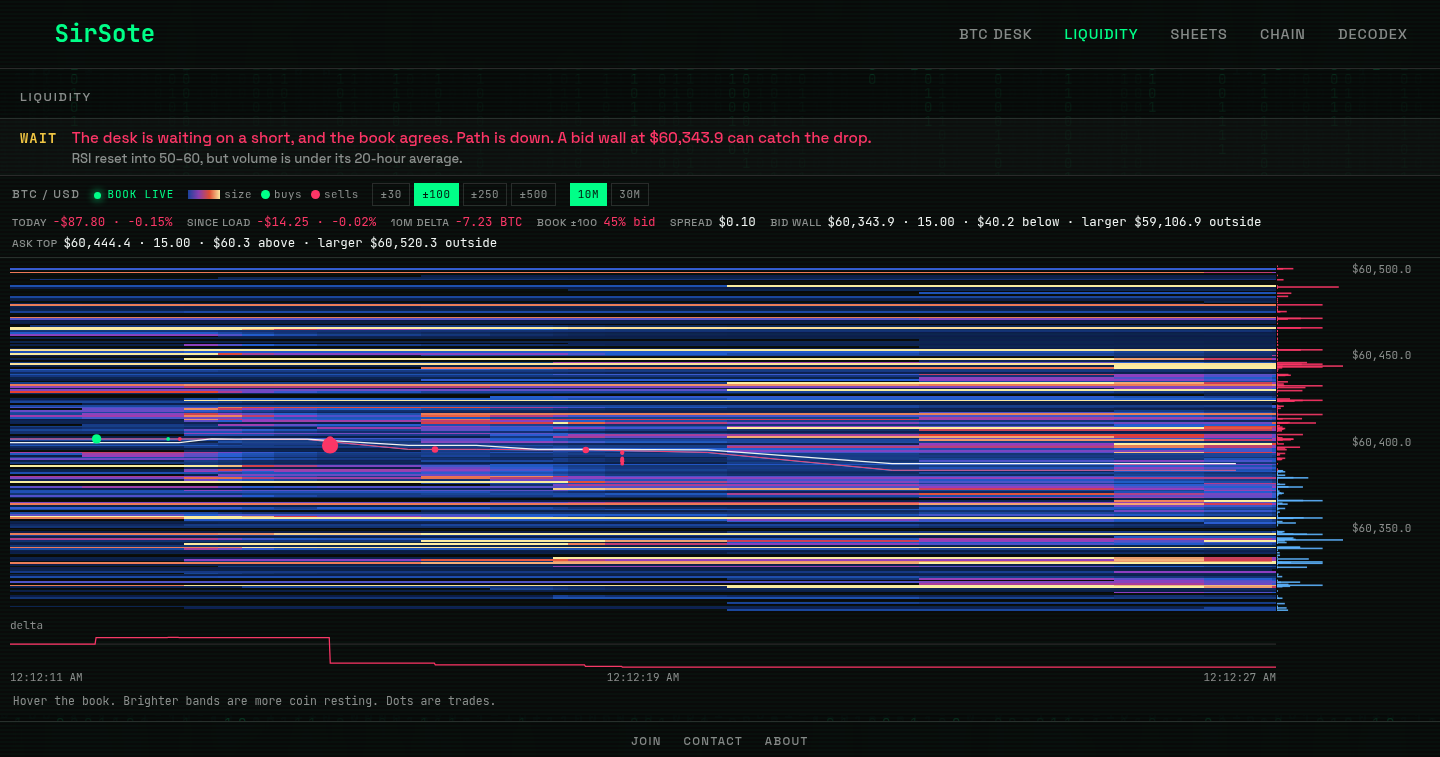 SirSote
BTC DESK LIQUIDITY SHEETS CHAIN DECODEX
LIQUIDITY
WAIT The desk is waiting on a short, and the book agrees. Path is down. A bid wall at $60,343.9 can catch the drop.
RSI reset into 50–60, but volume is under its 20-hour average.
BTC / USD BOOK LIVE size buys sells ±30 ±100 ±250 ±500 10M 30M
TODAY -$87.80 · -0.15% SINCE LOAD -$14.25 · -0.02% 10M DELTA -7.23 BTC BOOK ±100 45% bid SPREAD $0.10 BID WALL $60,343.9 · 15.00 · $40.2 below · larger $59,106.9 outside
ASK TOP $60,444.4 · 15.00 · $60.3 above · larger $60,520.3 outside
$60,500.0
$60,450.0
$60,400.0
$60,350.0
delta
12:12:11 AM 12:12:19 AM 12:12:27 AM
Hover the book. Brighter bands are more coin resting. Dots are trades.
JOIN CONTACT ABOUT